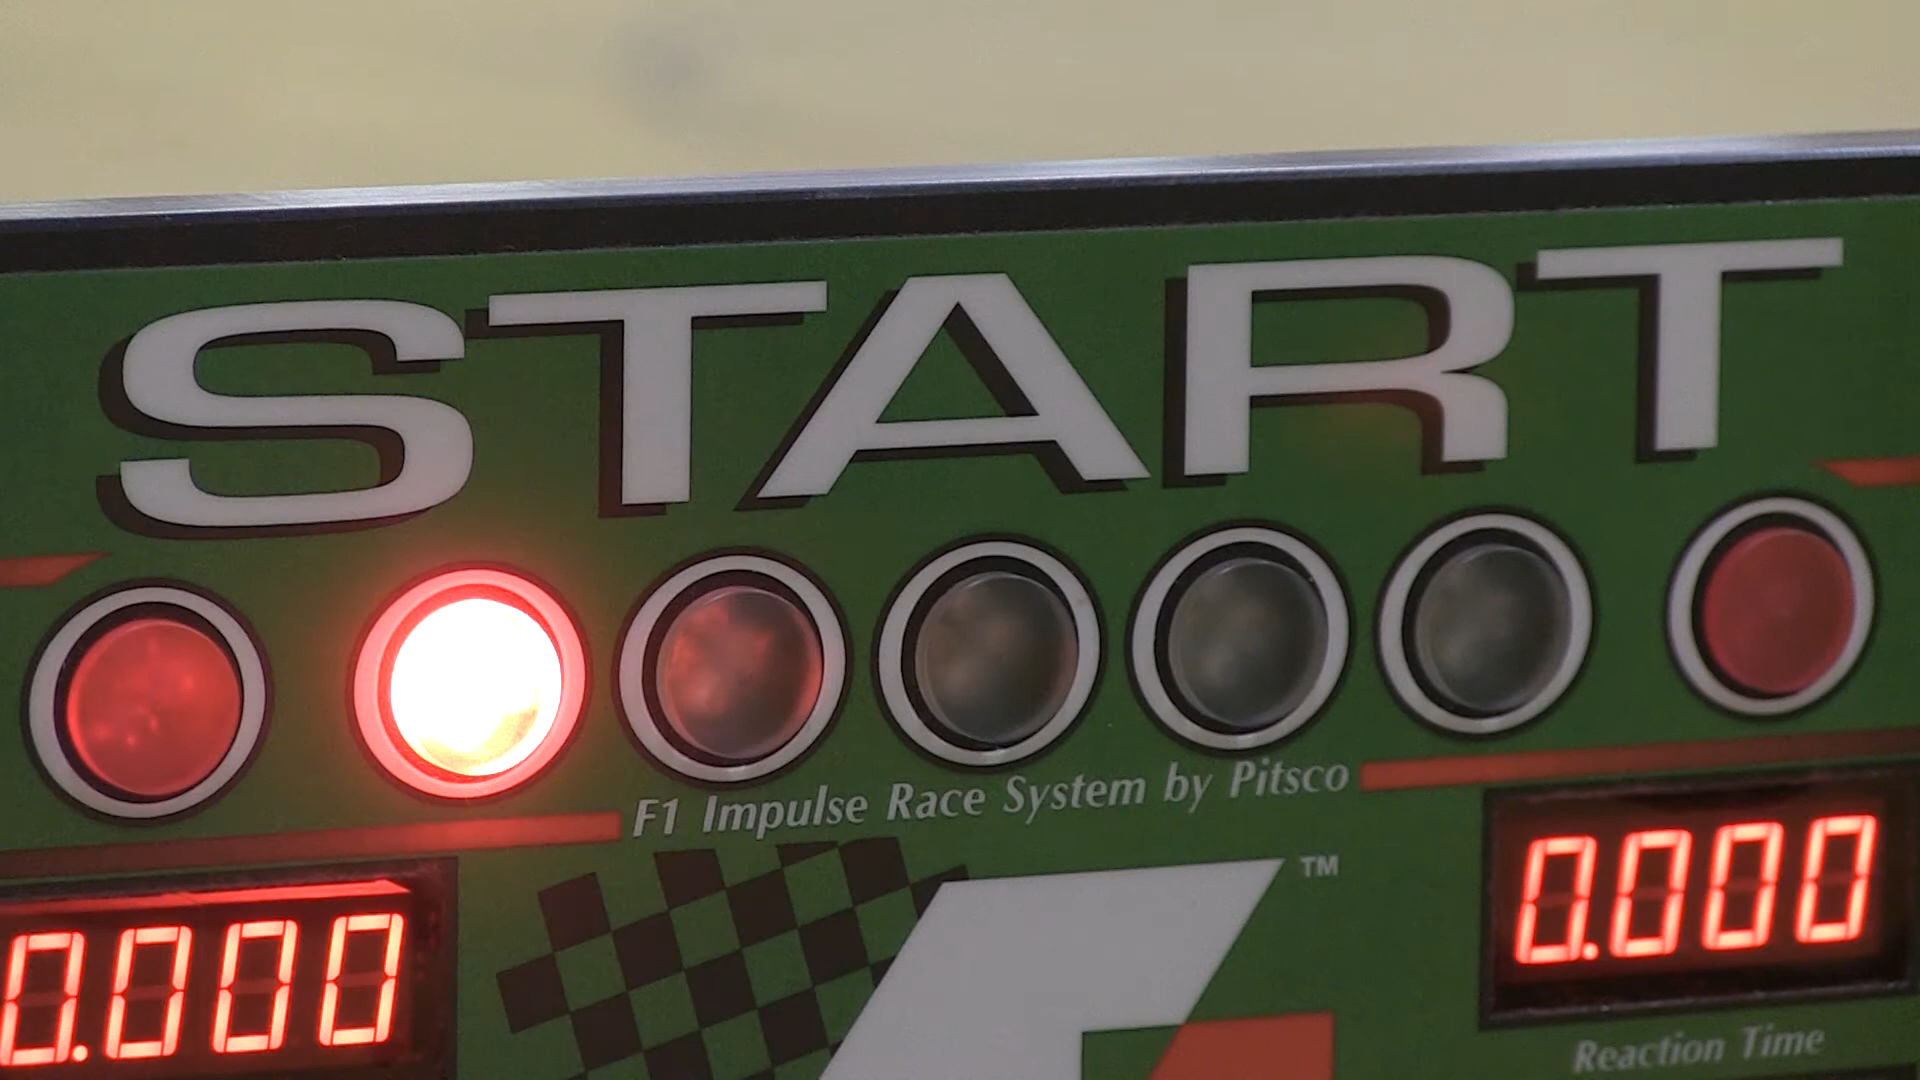 START
F1 Impulse Race System by Pitsco
TM
0.000
0.000
Reaction Time